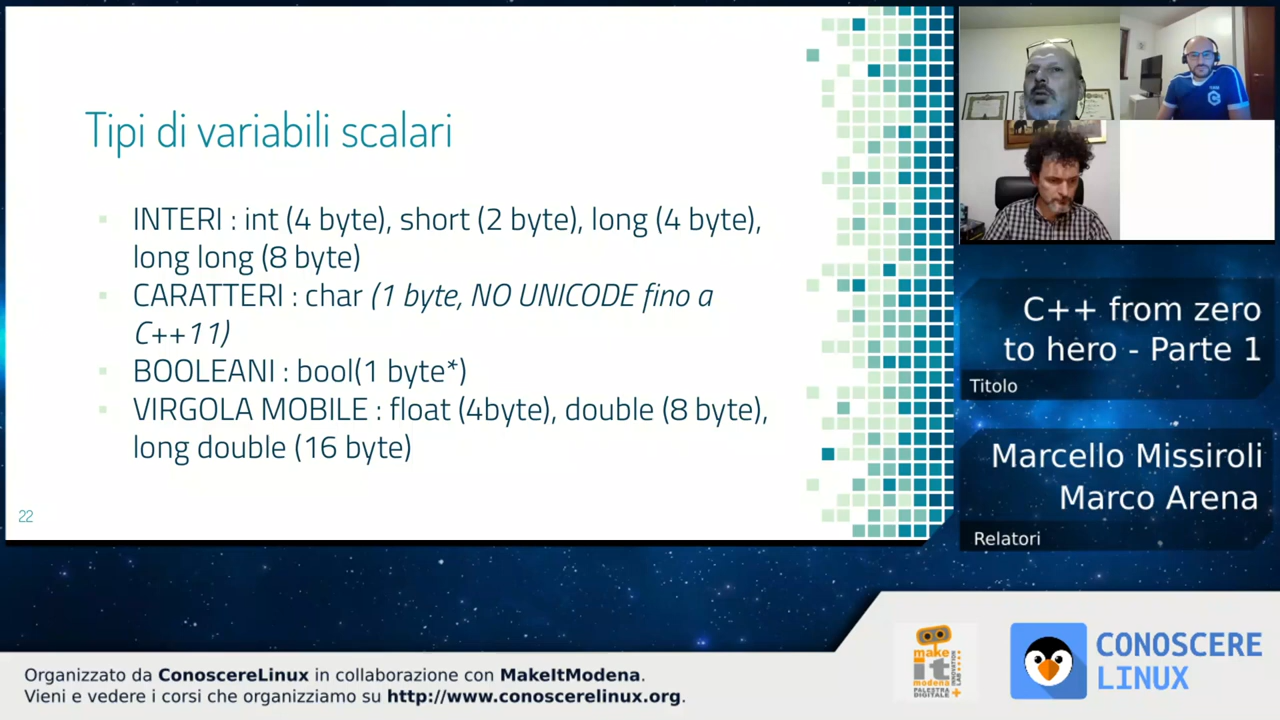 Tipi di variabili scalari
INTERI : int (4 byte), short (2 byte), long (4 byte),
long long (8 byte)
CARATTERI : char (1 byte, NO UNICODE fino a
C++11)
BOOLEANI : bool(1 byte*)
VIRGOLA MOBILE : float (4byte), double (8 byte),
long double (16 byte)
22
C++ from zero
to hero - Parte 1
Titolo
Marcello Missiroli
Marco Arena
Relatori
Organizzato da ConoscereLinux in collaborazione con MakeItModena.
Vieni e vedere i corsi che organizziamo su http://www.conoscerelinux.org.
make
it
modena
PALESTRA
DIGITALE
INNOVATION
LAB
CONOSCERE
LINUX